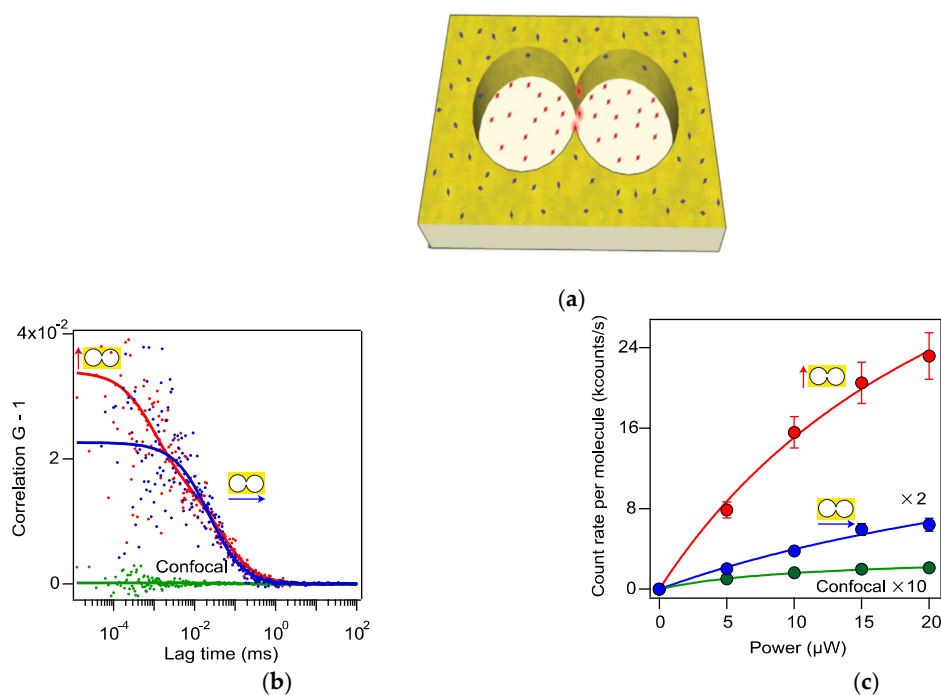 (a)
4x10⁻²
2
0
Correlation G - 1
Confocal
10⁻⁴
10⁻²
10⁰
10²
Lag time (ms)
(b)
24
16
8
0
Count rate per molecule (kcounts/s)
×2
Confocal ×10
0
5
10
15
20
Power (μW)
(c)